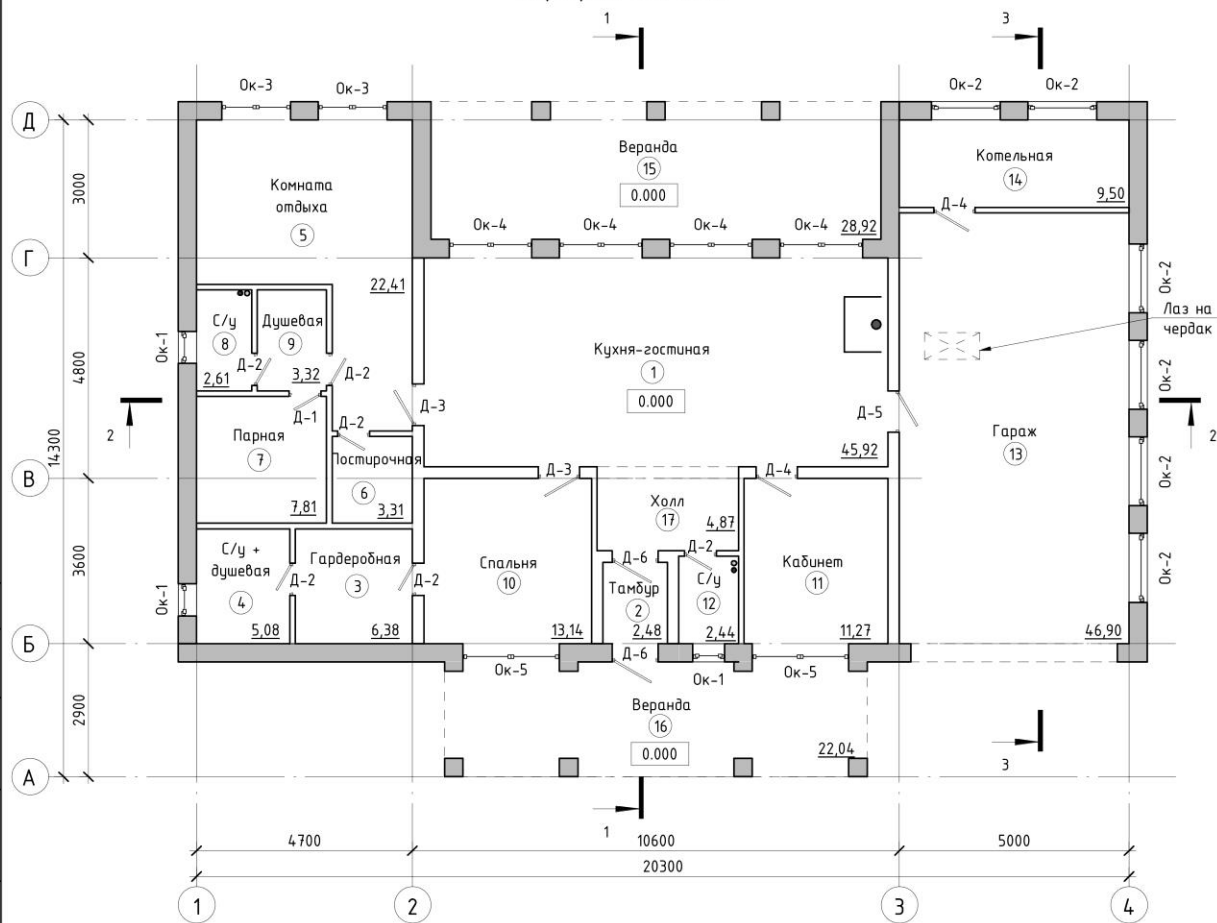 1
3
Ок-3
Ок-3
Ок-2
Ок-2
Д
Веранда
15
0.000
28,92
Котельная
14
9,50
Д-4
3000
Комната
отдыха
5
22,41
Ок-4
Ок-4
Ок-4
Ок-4
Г
Ок-2
Лаз на
чердак
С/у
8
2,61
Душевая
9
3,32
Ок-1
Д-2
Д-2
Кухня-гостиная
1
0.000
45,92
4800
Ок-2
Д-3
Д-1
Д-2
Д-5
2
2
14300
Парная
7
7,81
Постирочная
6
3,31
Гараж
13
46,90
Ок-2
В
Д-3
Д-4
Холл
17
4,87
3600
С/у +
душевая
4
5,08
Гардеробная
3
6,38
Д-2
Д-2
Спальня
10
13,14
Д-6
Д-2
Тамбур
2
2,48
С/у
12
2,44
Кабинет
11
11,27
Ок-2
Ок-1
Б
Ок-5
Д-6
Ок-1
Ок-5
2900
Веранда
16
0.000
22,04
А
3
1
4700
10600
5000
20300
1
2
3
4